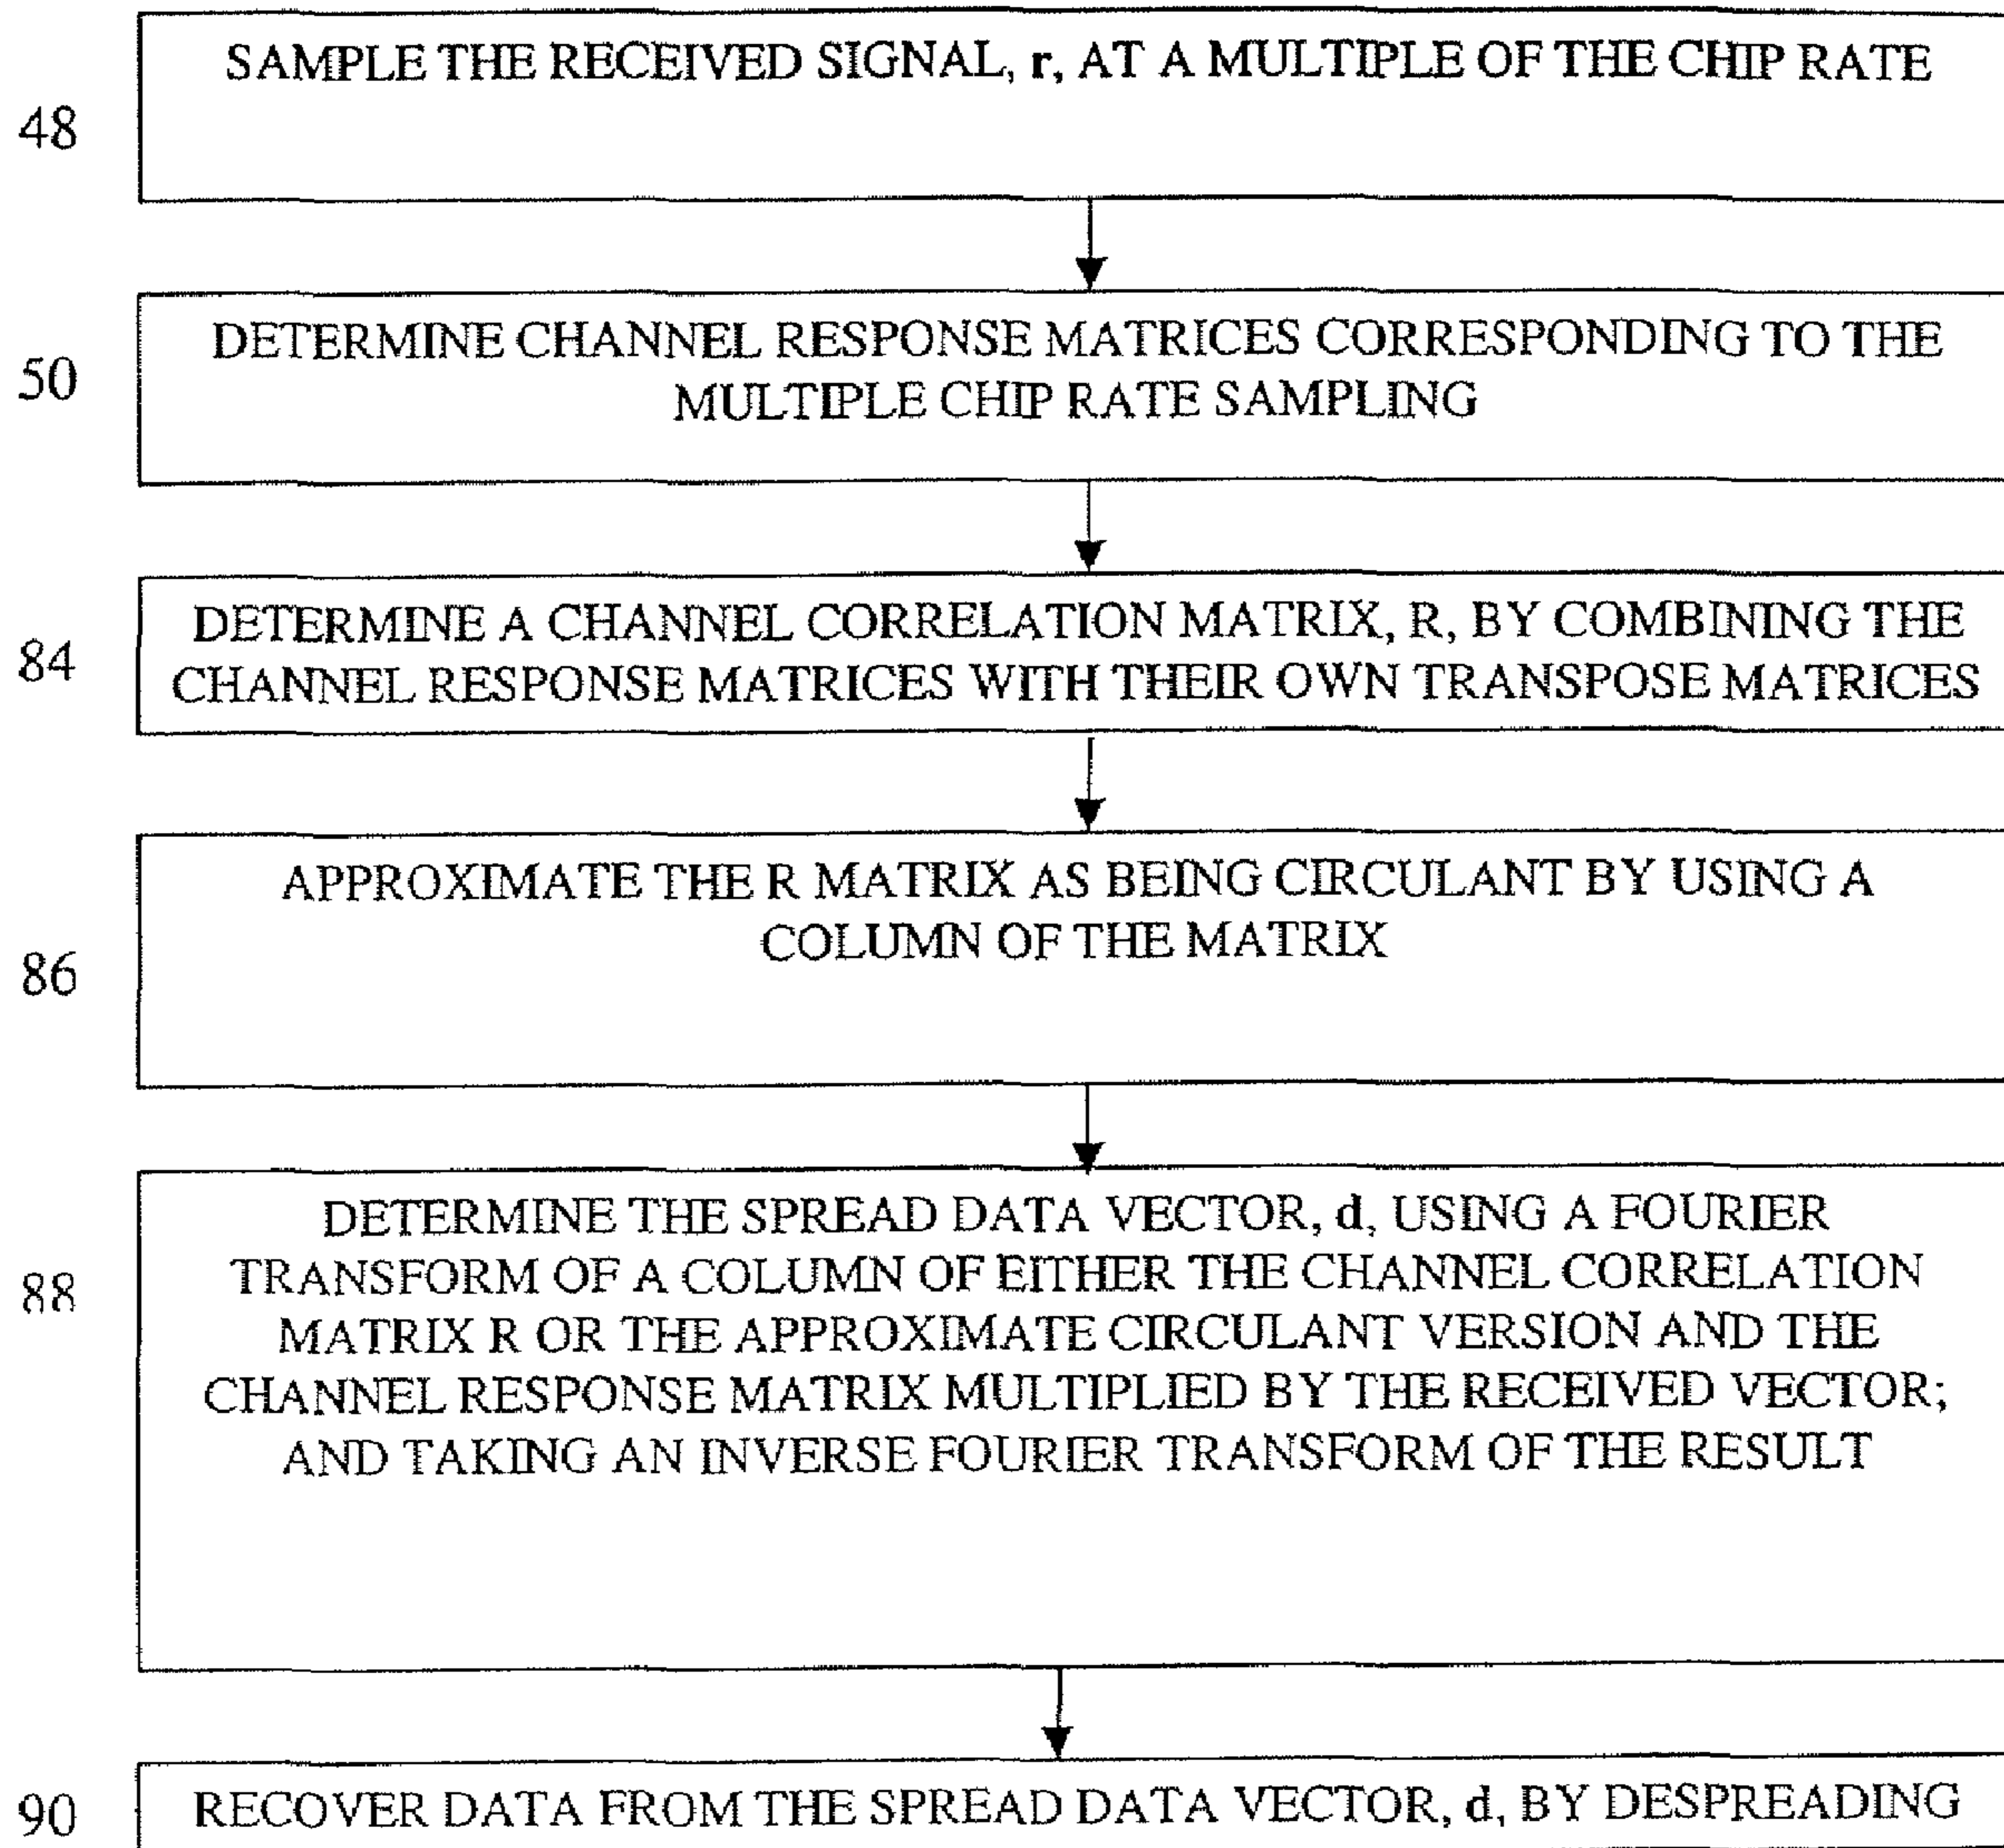 48
SAMPLE THE RECEIVED SIGNAL, r, AT A MULTIPLE OF THE CHIP RATE
50
DETERMINE CHANNEL RESPONSE MATRICES CORRESPONDING TO THE
MULTIPLE CHIP RATE SAMPLING
84
DETERMINE A CHANNEL CORRELATION MATRIX, R, BY COMBINING THE
CHANNEL RESPONSE MATRICES WITH THEIR OWN TRANSPOSE MATRICES
86
APPROXIMATE THE R MATRIX AS BEING CIRCULANT BY USING A
COLUMN OF THE MATRIX
88
DETERMINE THE SPREAD DATA VECTOR, d, USING A FOURIER
TRANSFORM OF A COLUMN OF EITHER THE CHANNEL CORRELATION
MATRIX R OR THE APPROXIMATE CIRCULANT VERSION AND THE
CHANNEL RESPONSE MATRIX MULTIPLIED BY THE RECEIVED VECTOR;
AND TAKING AN INVERSE FOURIER TRANSFORM OF THE RESULT
90
RECOVER DATA FROM THE SPREAD DATA VECTOR, d, BY DESPREADING